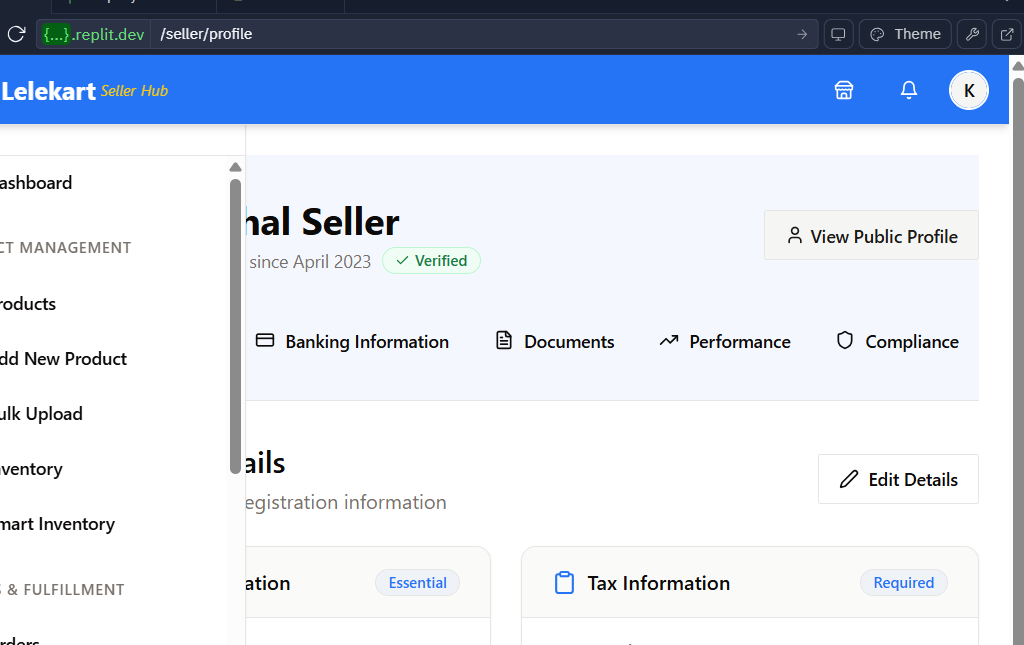 {...}.replit.dev /seller/profile Theme
Lelekart Seller Hub K
ashboard
CT MANAGEMENT
roducts
dd New Product
ulk Upload
nventory
mart Inventory
S & FULFILLMENT
rders
hal Seller
since April 2023 Verified
View Public Profile
Banking Information Documents Performance Compliance
ails
egistration information
Edit Details
ation Essential
Tax Information Required